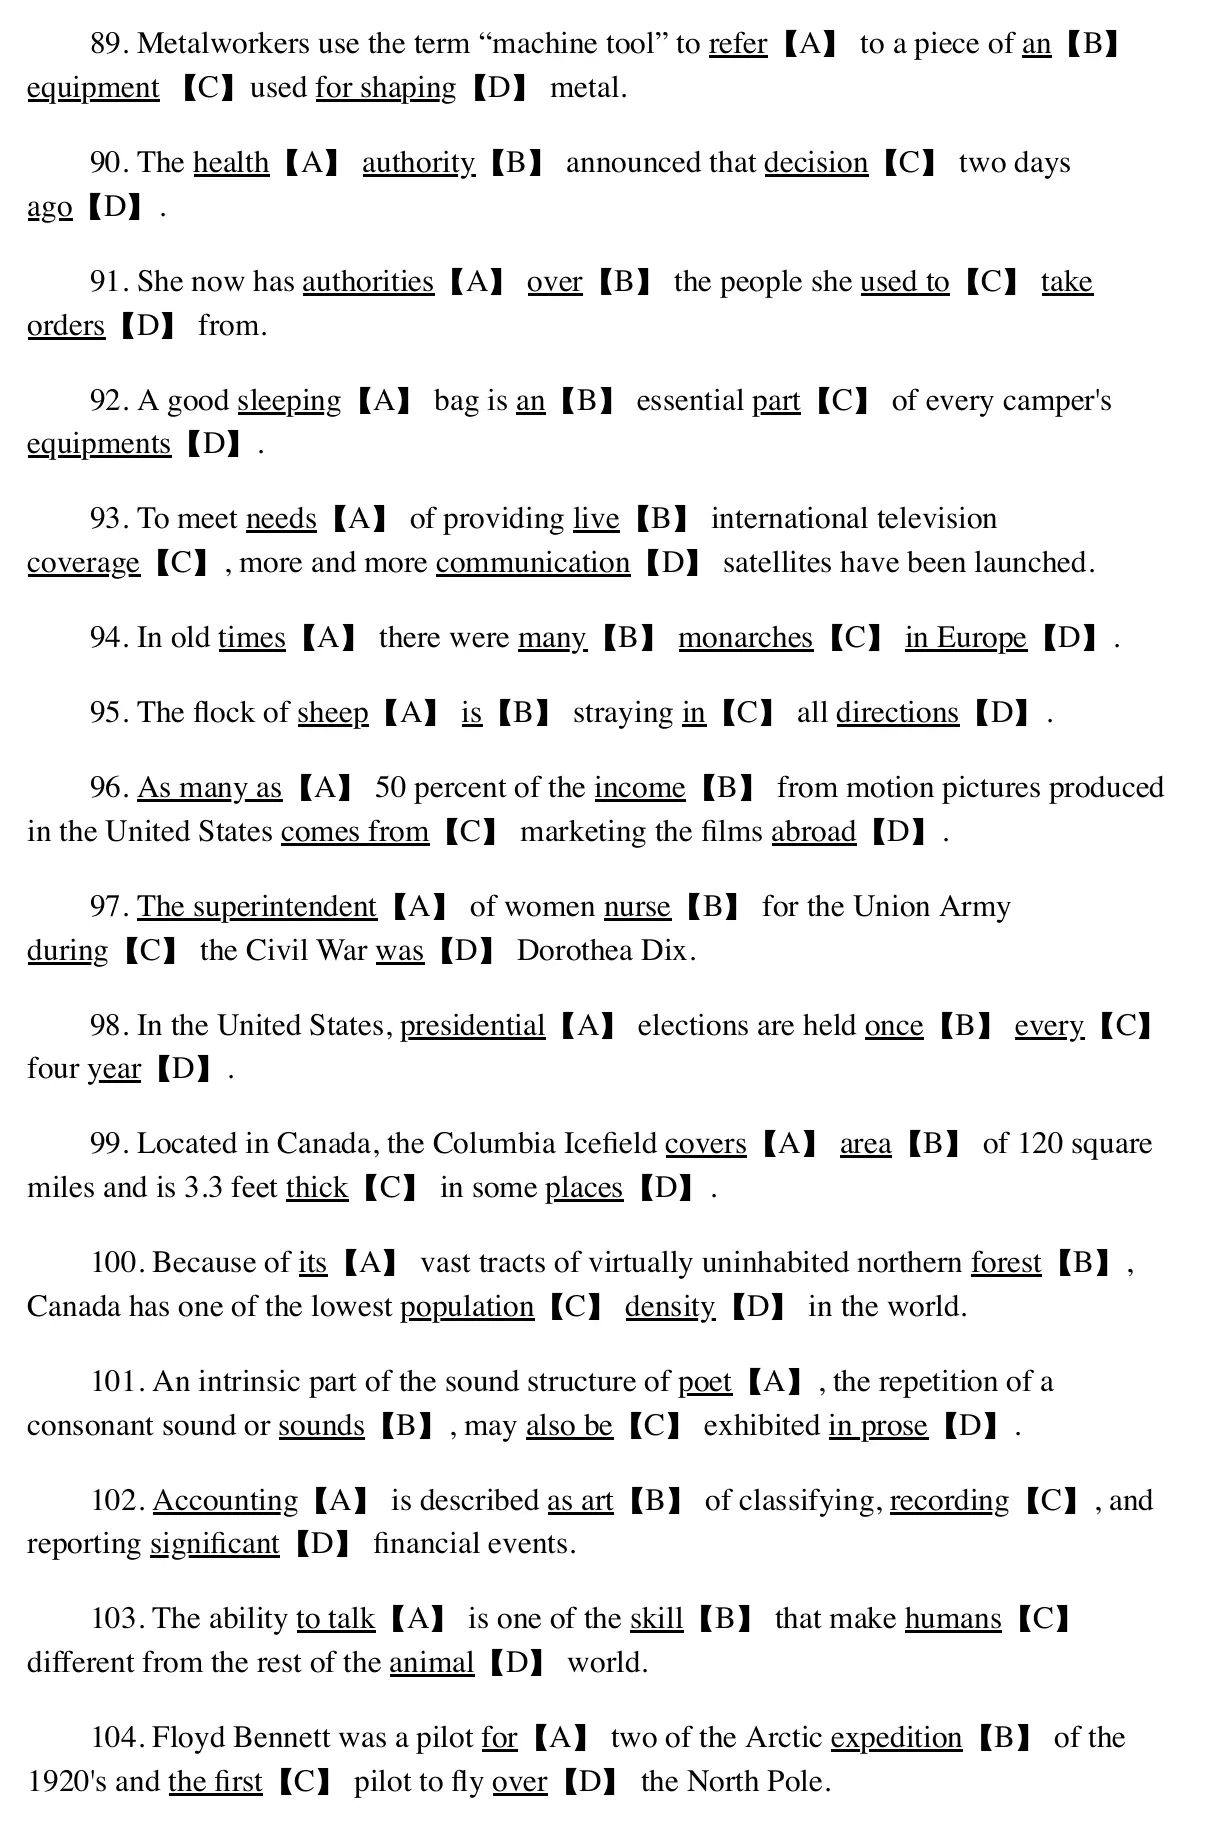 89. Metalworkers use the term “machine tool” to refer【A】 to a piece of an【B】
equipment 【C】used for shaping【D】 metal.
90. The health【A】 authority【B】 announced that decision【C】 two days
ago【D】.
91. She now has authorities【A】 over【B】 the people she used to【C】 take
orders【D】 from.
92. A good sleeping【A】 bag is an【B】 essential part【C】 of every camper's
equipments【D】.
93. To meet needs【A】 of providing live【B】 international television
coverage【C】, more and more communication【D】 satellites have been launched.
94. In old times【A】 there were many【B】 monarches【C】 in Europe【D】.
95. The flock of sheep【A】 is【B】 straying in【C】 all directions【D】.
96. As many as【A】 50 percent of the income【B】 from motion pictures produced
in the United States comes from【C】 marketing the films abroad【D】.
97. The superintendent【A】 of women nurse【B】 for the Union Army
during【C】 the Civil War was【D】 Dorothea Dix.
98. In the United States, presidential【A】 elections are held once【B】 every【C】
four year【D】.
99. Located in Canada, the Columbia Icefield covers【A】 area【B】 of 120 square
miles and is 3.3 feet thick【C】 in some places【D】.
100. Because of its【A】 vast tracts of virtually uninhabited northern forest【B】,
Canada has one of the lowest population【C】 density【D】 in the world.
101. An intrinsic part of the sound structure of poet【A】, the repetition of a
consonant sound or sounds【B】, may also be【C】 exhibited in prose【D】.
102. Accounting【A】 is described as art【B】 of classifying, recording【C】, and
reporting significant【D】 financial events.
103. The ability to talk【A】 is one of the skill【B】 that make humans【C】
different from the rest of the animal【D】 world.
104. Floyd Bennett was a pilot for【A】 two of the Arctic expedition【B】 of the
1920's and the first【C】 pilot to fly over【D】 the North Pole.